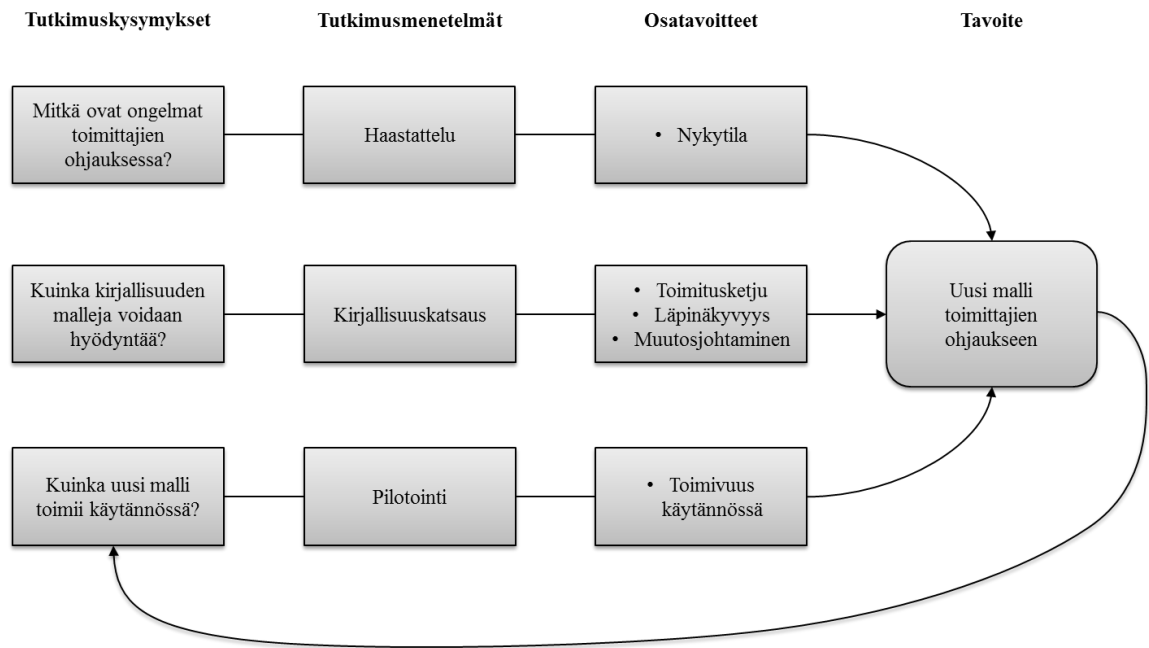 Tutkimuskysymykset
Tutkimusmenetelmät
Osatavoitteet
Tavoite
Mitkä ovat ongelmat
toimittajien
ohjauksessa?
Haastattelu
• Nykytila
Kuinka kirjallisuuden
malleja voidaan
hyödyntää?
Kirjallisuuskatsaus
• Toimitusketju
• Läpinäkyvyys
• Muutosjohtaminen
Uusi malli
toimittajien
ohjaukseen
Kuinka uusi malli
toimii käytännössä?
Pilotointi
• Toimivuus
käytännössä